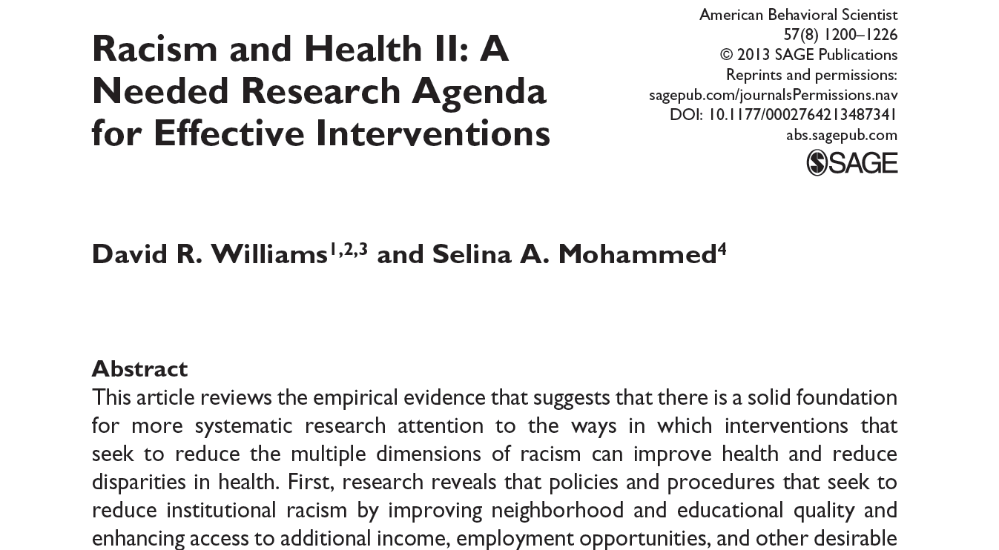 American Behavioral Scientist
57(8) 1200–1226
© 2013 SAGE Publications
Reprints and permissions:
sagepub.com/journalsPermissions.nav
DOI: 10.1177/0002764213487341
abs.sagepub.com
SAGE
Racism and Health II: A
Needed Research Agenda
for Effective Interventions
David R. Williams1,2,3 and Selina A. Mohammed4
Abstract
This article reviews the empirical evidence that suggests that there is a solid foundation
for more systematic research attention to the ways in which interventions that
seek to reduce the multiple dimensions of racism can improve health and reduce
disparities in health. First, research reveals that policies and procedures that seek to
reduce institutional racism by improving neighborhood and educational quality and
enhancing access to additional income, employment opportunities, and other desirable